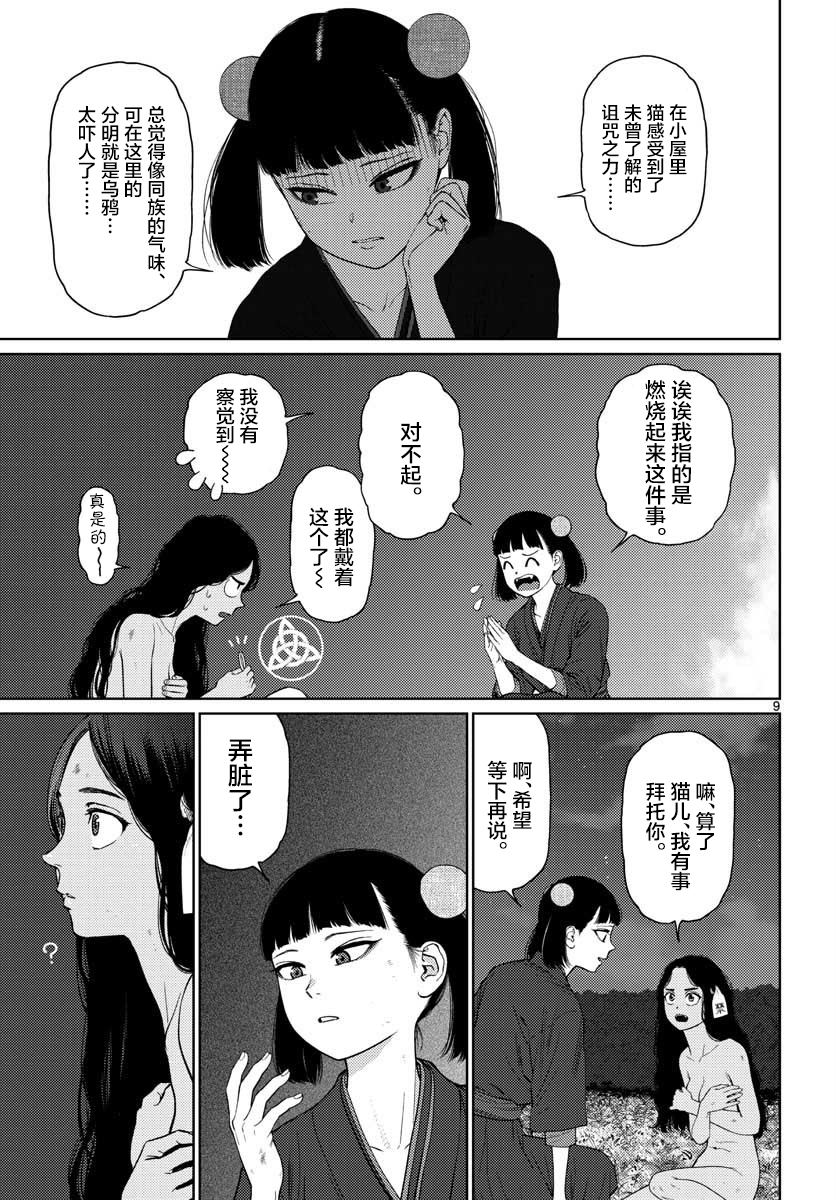 在小屋里
猫感受到了
未曾了解的
诅咒之力……
总觉得像同族的气味、
可在这里的
分明就是乌鸦
太吓人了……
诶诶我指的是
燃烧起来这件事。
对
不起。
我都戴着
这个了～
我没有
察觉到～
真是的～
9
嘛、算了
猫儿、我有事
拜托你。
啊、希望
等下再说。
弄脏了…
?